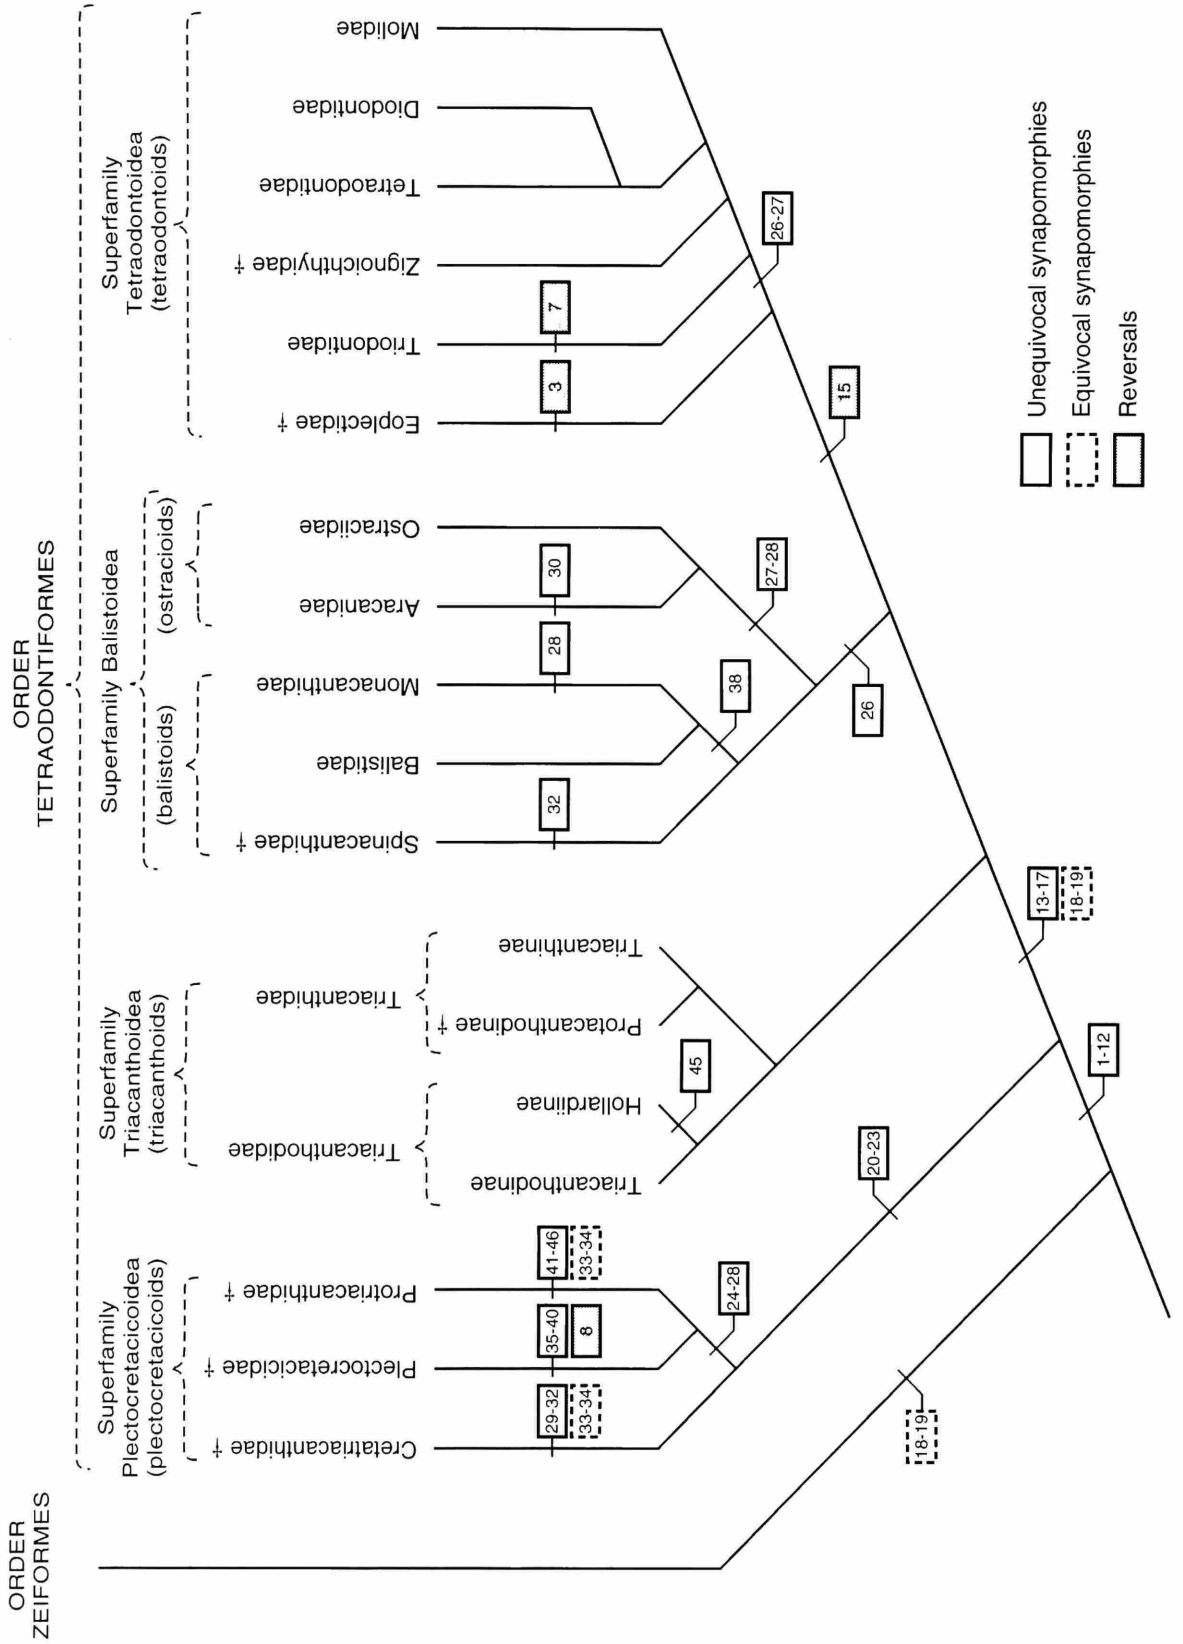 ORDER
ZEIFORMES
ORDER
TETRAODONTIFORMES
Superfamily
Plectocretacicoidea
(plectocretacicoids)
Superfamily
Triacanthoidea
(triacanthoids)
Superfamily Balistoidea
(balistoids)
(ostracioids)
Superfamily
Tetraodontoidea
(tetraodontoids)
Triacanthodidae
Triacanthidae
Cretatriacanthidae †
Plectocretacicidae †
Protriacanthidae †
Triacanthodinae
Hollardiinae
Protacanthodinae †
Triacanthinae
Spinacanthidae †
Balistidae
Monacanthidae
Aracanidae
Ostraciidae
Eoplectidae †
Triodontidae
Zignoichthyidae †
Tetraodontidae
Diodontidae
Molidae
29-32
33-34
35-40
8
41-46
33-34
32
28
30
3
7
24-28
45
38
27-28
26-27
20-23
26
15
18-19
1-12
13-17
18-19
Unequivocal synapomorphies
Equivocal synapomorphies
Reversals